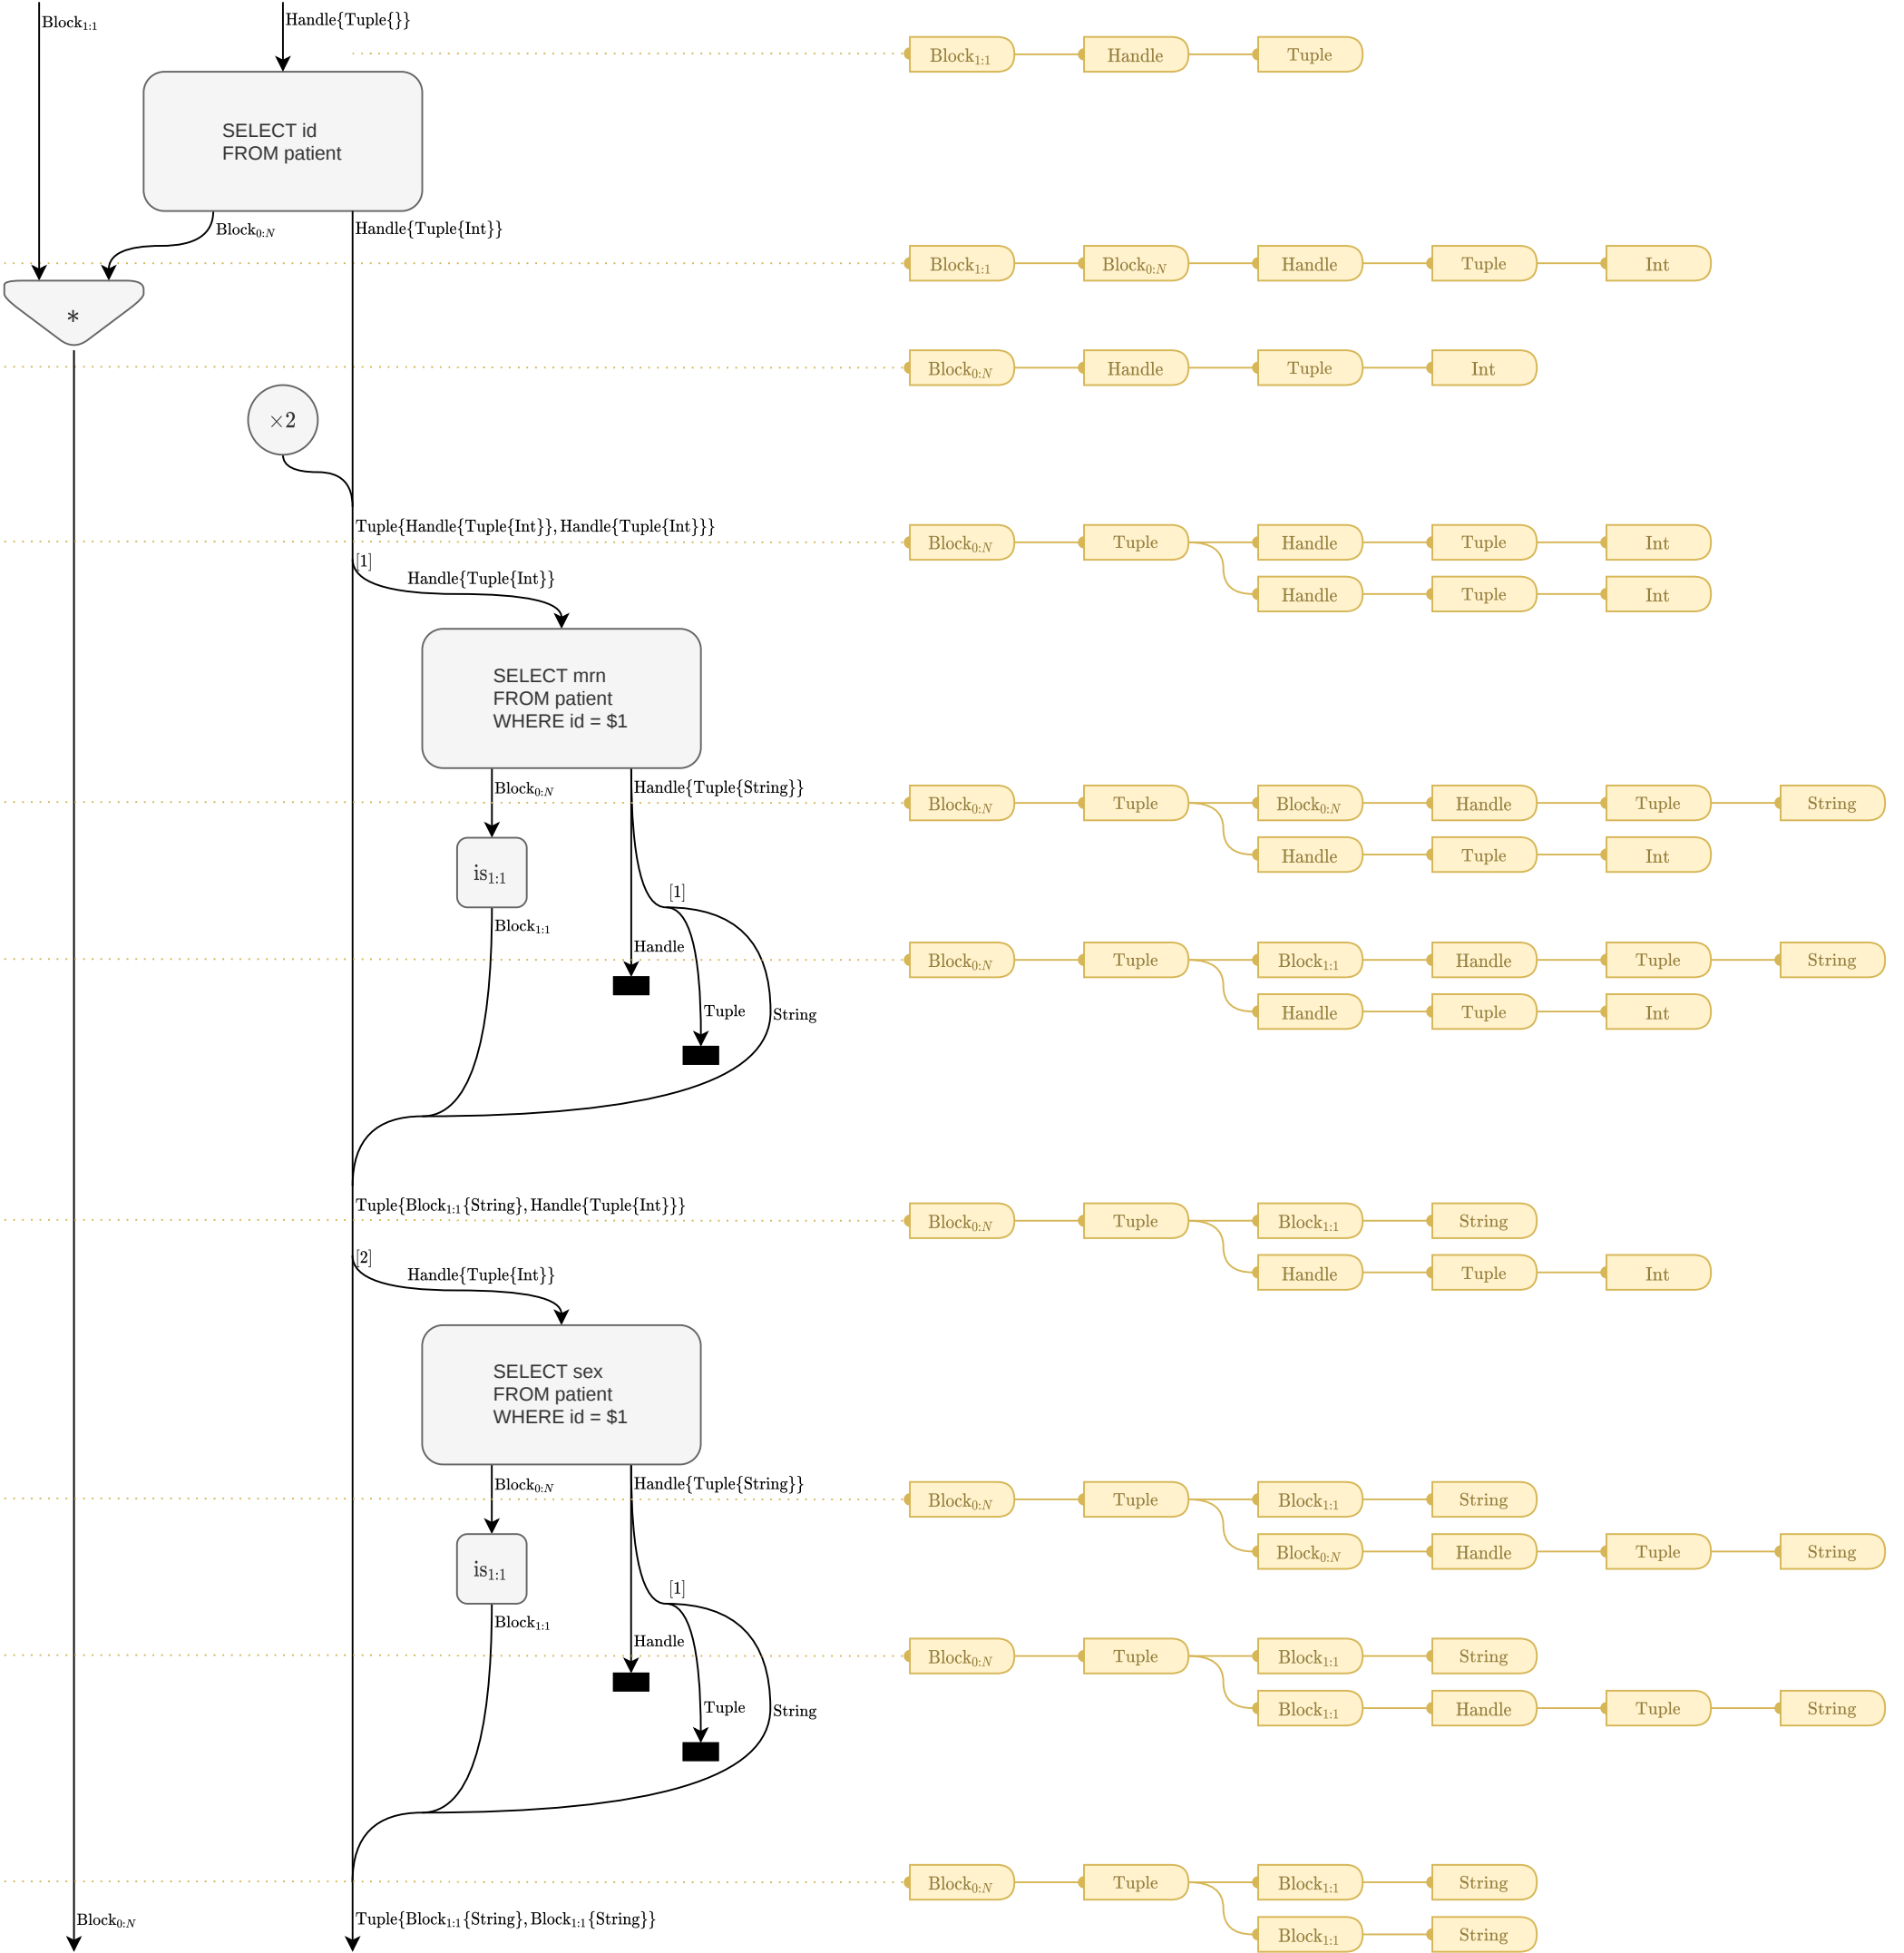 Block1:1
Handle{Tuple{}}
Block1:1 Handle Tuple
SELECT id
FROM patient
Block0:N
Handle{Tuple{Int}}
Block1:1 Block0:N Handle Tuple Int
*
Block0:N Handle Tuple Int
×2
Tuple{Handle{Tuple{Int}}, Handle{Tuple{Int}}}
Block0:N Tuple Handle Tuple Int
[1]
Handle{Tuple{Int}}
Handle Tuple Int
SELECT mrn
FROM patient
WHERE id = $1
Block0:N
Handle{Tuple{String}}
Block0:N Tuple Block0:N Handle Tuple String
Handle Tuple Int
is1:1
[1]
Block1:1
Handle
Block0:N Tuple Block1:1 Handle Tuple String
Tuple
String
Handle Tuple Int
Tuple{Block1:1{String}, Handle{Tuple{Int}}}
Block0:N Tuple Block1:1 String
[2]
Handle{Tuple{Int}}
Handle Tuple Int
SELECT sex
FROM patient
WHERE id = $1
Block0:N
Handle{Tuple{String}}
Block0:N Tuple Block1:1 String
Block0:N Handle Tuple String
is1:1
[1]
Block1:1
Handle
Block0:N Tuple Block1:1 String
Tuple
String
Block1:1 Handle Tuple String
Block0:N Tuple Block1:1 String
Block0:N
Tuple{Block1:1{String}, Block1:1{String}}
Block1:1 String